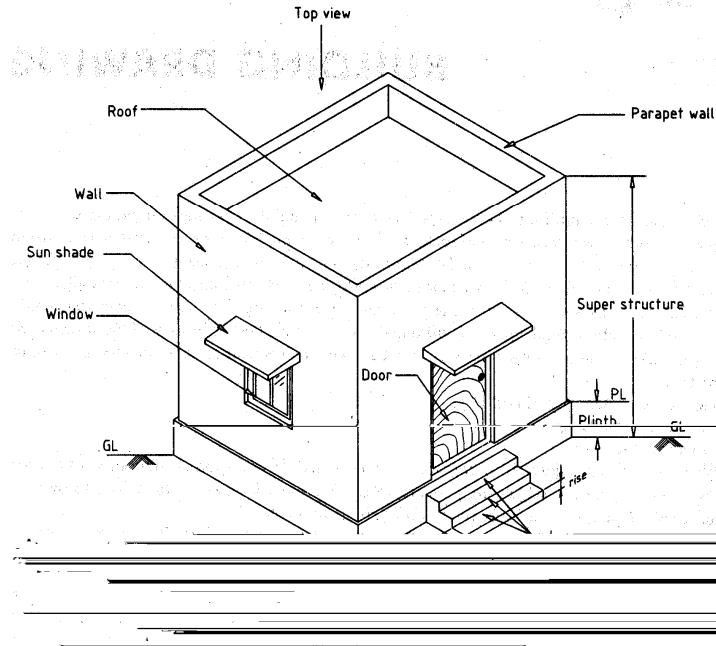 Top view
Roof
Parapet wall
Wall
Sun shade
Super structure
Window
Door
PL
Plinth
GL
GL
rise